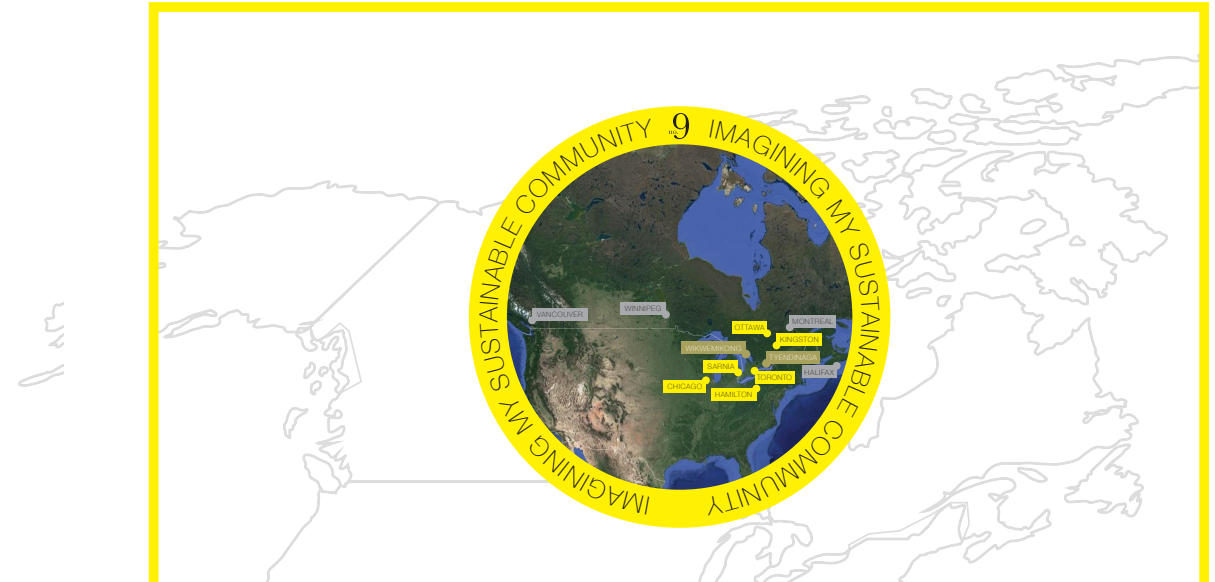 no.9
IMAGINING MY SUSTAINABLE COMMUNITY
IMAGINING MY SUSTAINABLE COMMUNITY
VANCOUVER
WINNIPEG
MONTREAL
OTTAWA
KINGSTON
WIKWEMIKONG
TYENDINAGA
SARNIA
HALIFAX
TORONTO
CHICAGO
HAMILTON